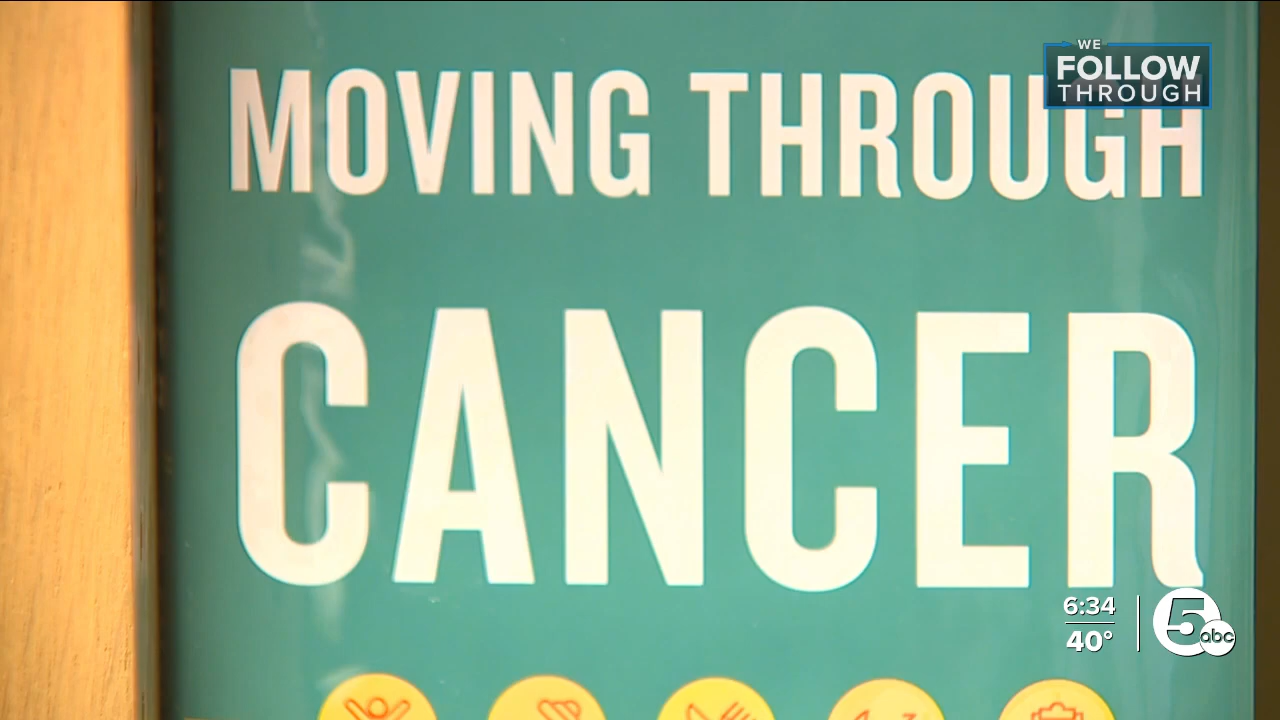 WE
FOLLOW
THROUGH
MOVING THROUGH
CANCER
6:34
40°
5
abc